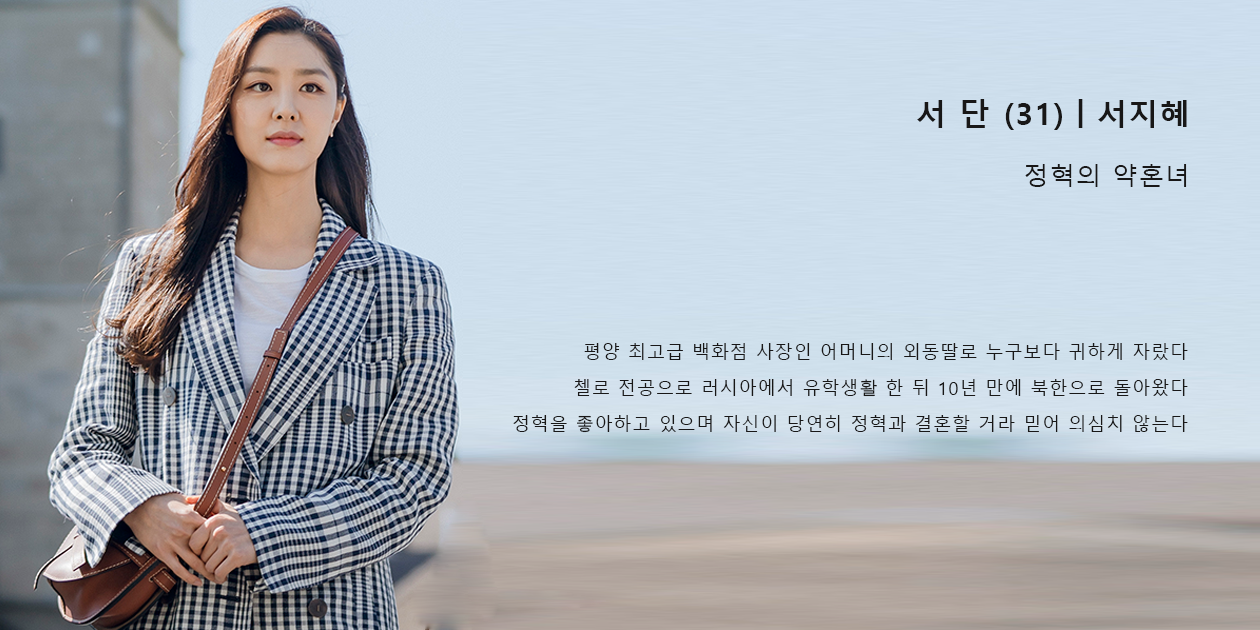 서 단 (31) | 서지혜
정혁의 약혼녀
평양 최고급 백화점 사장인 어머니의 외동딸로 누구보다 귀하게 자랐다
첼로 전공으로 러시아에서 유학생활 한 뒤 10년 만에 북한으로 돌아왔다
정혁을 좋아하고 있으며 자신이 당연히 정혁과 결혼할 거라 믿어 의심치 않는다